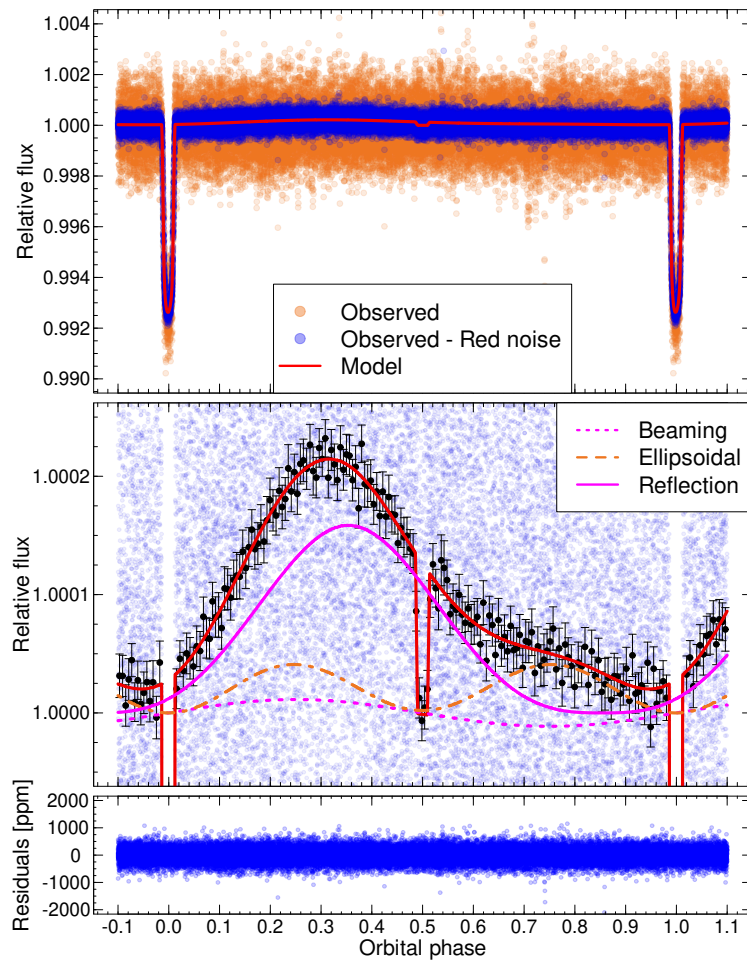 1.004
1.002
1.000
0.998
0.996
0.994
0.992
0.990
Relative flux
Observed
Observed - Red noise
Model
1.0002
1.0001
1.0000
Relative flux
Beaming
Ellipsoidal
Reflection
2000
1000
0
-1000
-2000
Residuals [ppm]
-0.1 0.0 0.1 0.2 0.3 0.4 0.5 0.6 0.7 0.8 0.9 1.0 1.1
Orbital phase